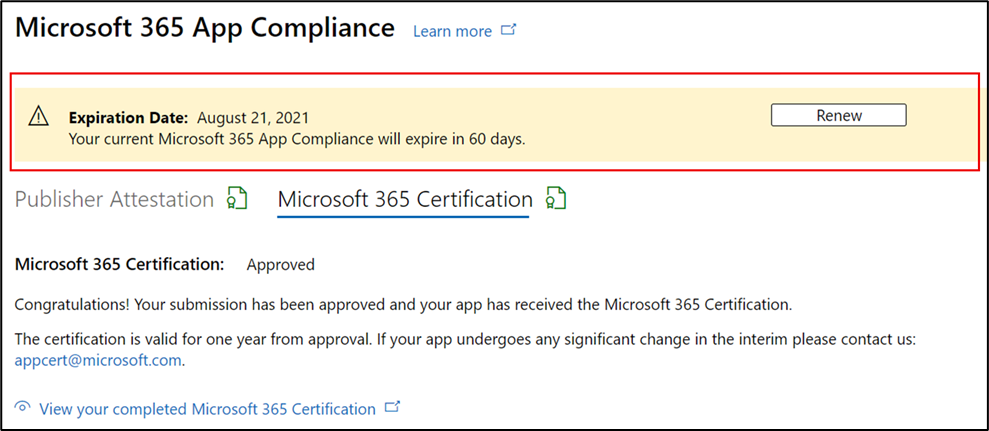 Microsoft 365 App Compliance Learn more
Expiration Date: August 21, 2021
Your current Microsoft 365 App Compliance will expire in 60 days.
Renew
Publisher Attestation Microsoft 365 Certification
Microsoft 365 Certification: Approved
Congratulations! Your submission has been approved and your app has received the Microsoft 365 Certification.
The certification is valid for one year from approval. If your app undergoes any significant change in the interim please contact us:
appcert@microsoft.com.
View your completed Microsoft 365 Certification